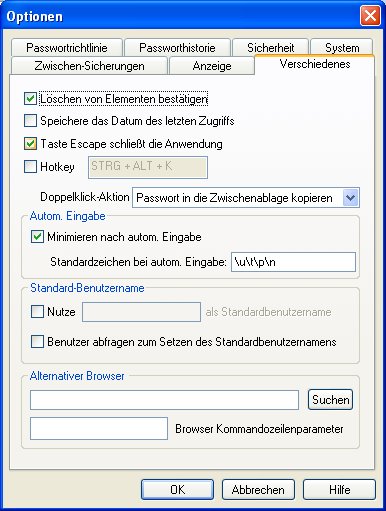 Optionen
Passwortrichtlinie Passworthistorie Sicherheit System
Zwischen-Sicherungen Anzeige Verschiedenes
Löschen von Elementen bestätigen
Speichere das Datum des letzten Zugriffs
Taste Escape schließt die Anwendung
Hotkey STRG + ALT + K
Doppelklick-Aktion Passwort in die Zwischenablage kopieren
Autom. Eingabe
Minimieren nach autom. Eingabe
Standardzeichen bei autom. Eingabe: \u\t\p\n
Standard-Benutzername
Nutze als Standardbenutzername
Benutzer abfragen zum Setzen des Standardbenutzernamens
Alternativer Browser
Suchen
Browser Kommandozeilenparameter
OK Abbrechen Hilfe